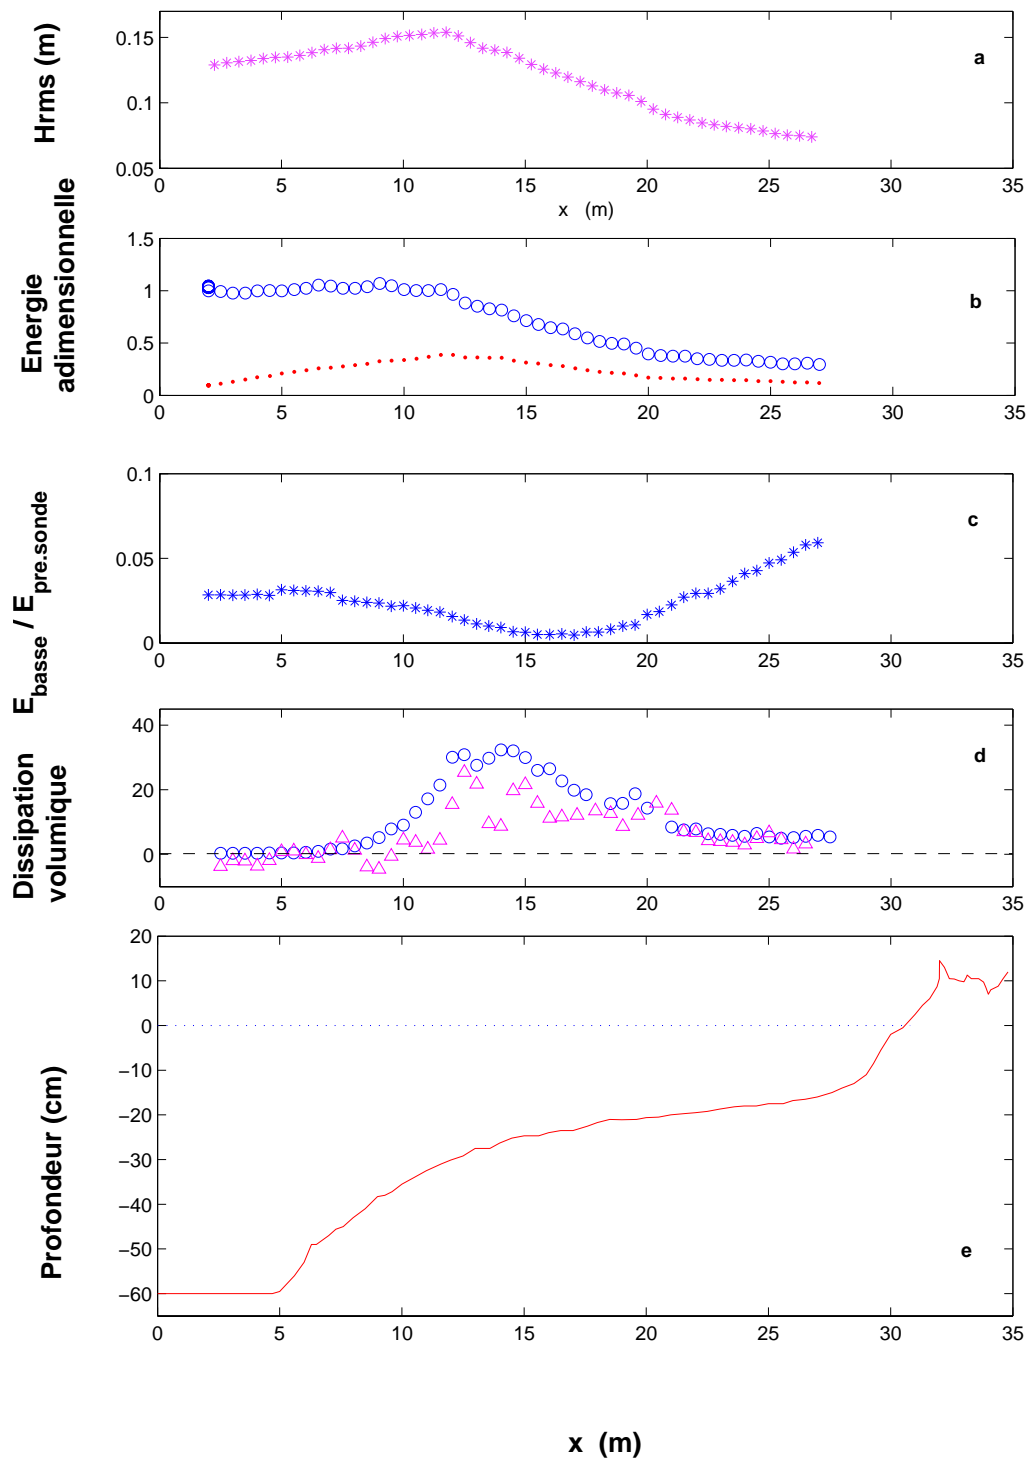 Hrms (m)
0.15
0.1
0.05
a
0 5 10 15 20 25 30 35
x (m)
Energie
adimensionnelle
1.5
1
0.5
0
b
0 5 10 15 20 25 30 35
E_basse / E_pre.sonde
0.1
0.05
0
c
0 5 10 15 20 25 30 35
Dissipation
volumique
40
20
0
d
0 5 10 15 20 25 30 35
Profondeur (cm)
20
10
0
−10
−20
−30
−40
−50
−60
e
0 5 10 15 20 25 30 35
x (m)